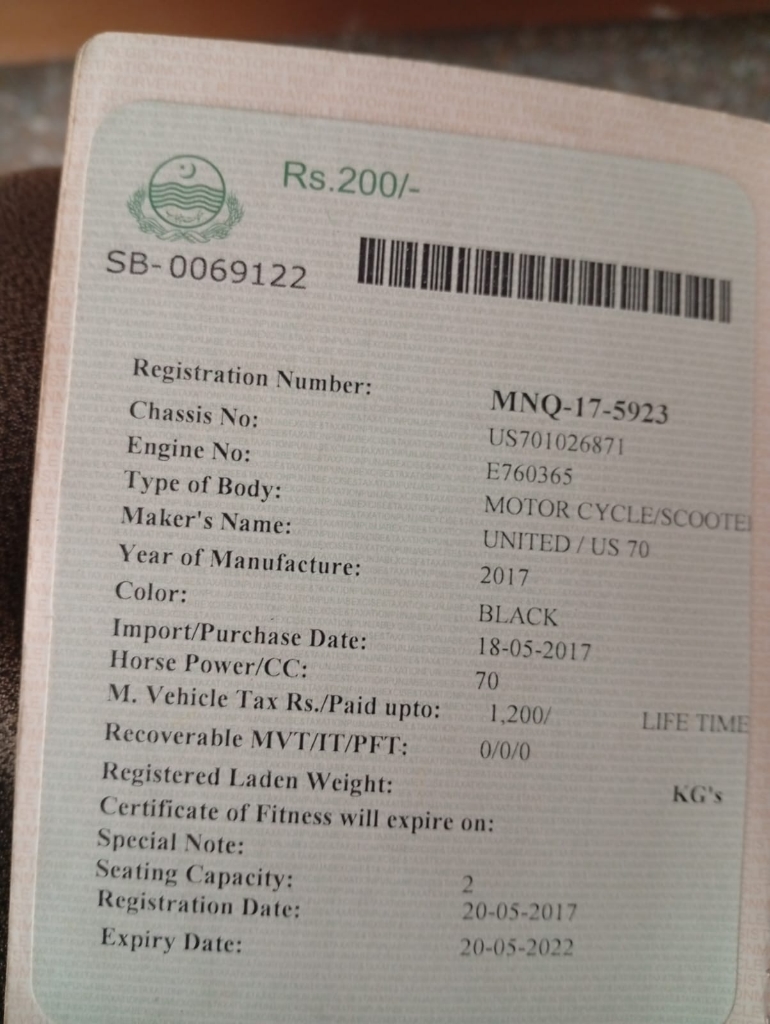 Rs.200/-
SB-0069122
Registration Number: MNQ-17-5923
Chassis No: US701026871
Engine No: E760365
Type of Body: MOTOR CYCLE/SCOOTE
Maker's Name: UNITED / US 70
Year of Manufacture: 2017
Color: BLACK
Import/Purchase Date: 18-05-2017
Horse Power/CC: 70
M. Vehicle Tax Rs./Paid upto: 1,200/ LIFE TIME
Recoverable MVT/IT/PFT: 0/0/0
Registered Laden Weight: KG's
Certificate of Fitness will expire on:
Special Note:
Seating Capacity: 2
Registration Date: 20-05-2017
Expiry Date: 20-05-2022